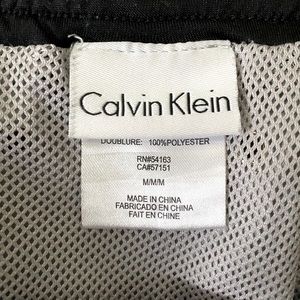 Calvin Klein
DOUBLURE: 100%POLYESTER
RN#54163
CA#57151
M/M/M
MADE IN CHINA
FABRICADO EN CHINA
FAIT EN CHINE